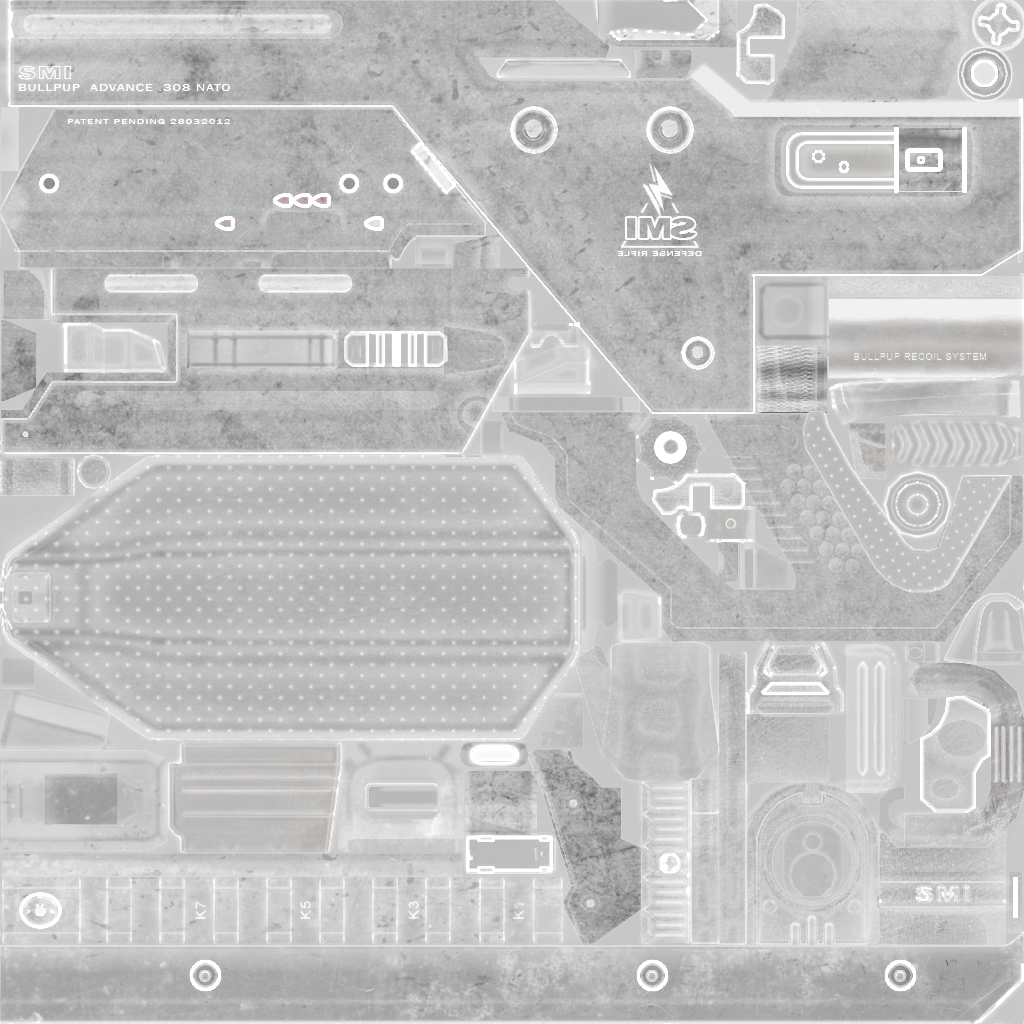 SMI
BULLPUP ADVANCE .308 NATO
PATENT PENDING 28032012
SMI
DEFENSE RIFLE
BULLPUP RECOIL SYSTEM
SMI
K7
K5
K3
K1